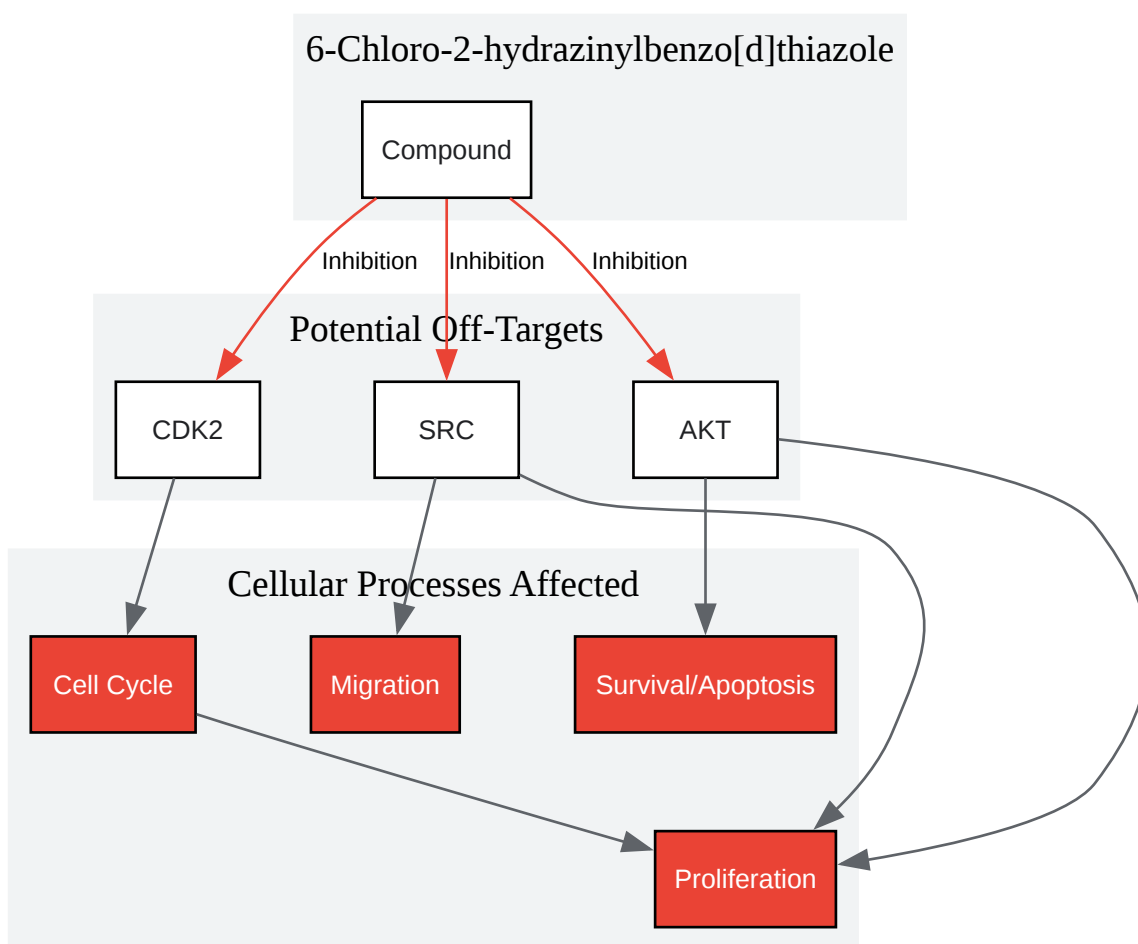 6-Chloro-2-hydrazinylbenzo[d]thiazole
Compound
Inhibition
Inhibition
Inhibition
Potential Off-Targets
CDK2
SRC
AKT
Cellular Processes Affected
Cell Cycle
Migration
Survival/Apoptosis
Proliferation